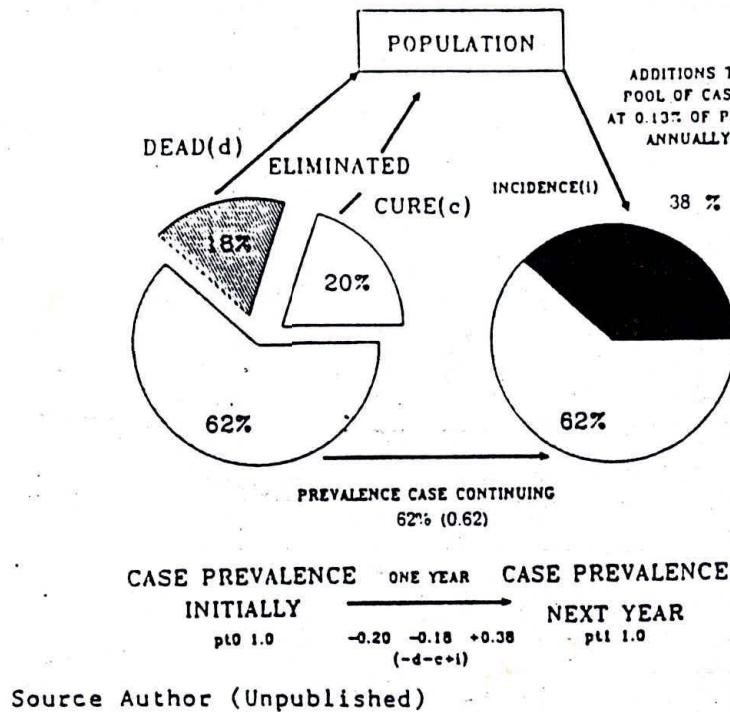 POPULATION
ADDITIONS T
POOL OF CAS
AT 0.13% OF P
ANNUALLY
DEAD(d)
ELIMINATED
INCIDENCE(i)
CURE(c)
38 %
18%
20%
62%
62%
PREVALENCE CASE CONTINUING
62% (0.62)
CASE PREVALENCE ONE YEAR CASE PREVALENCE
INITIALLY NEXT YEAR
pt0 1.0 -0.20 -0.18 +0.38 pt1 1.0
(-d-c+i)
Source Author (Unpublished)